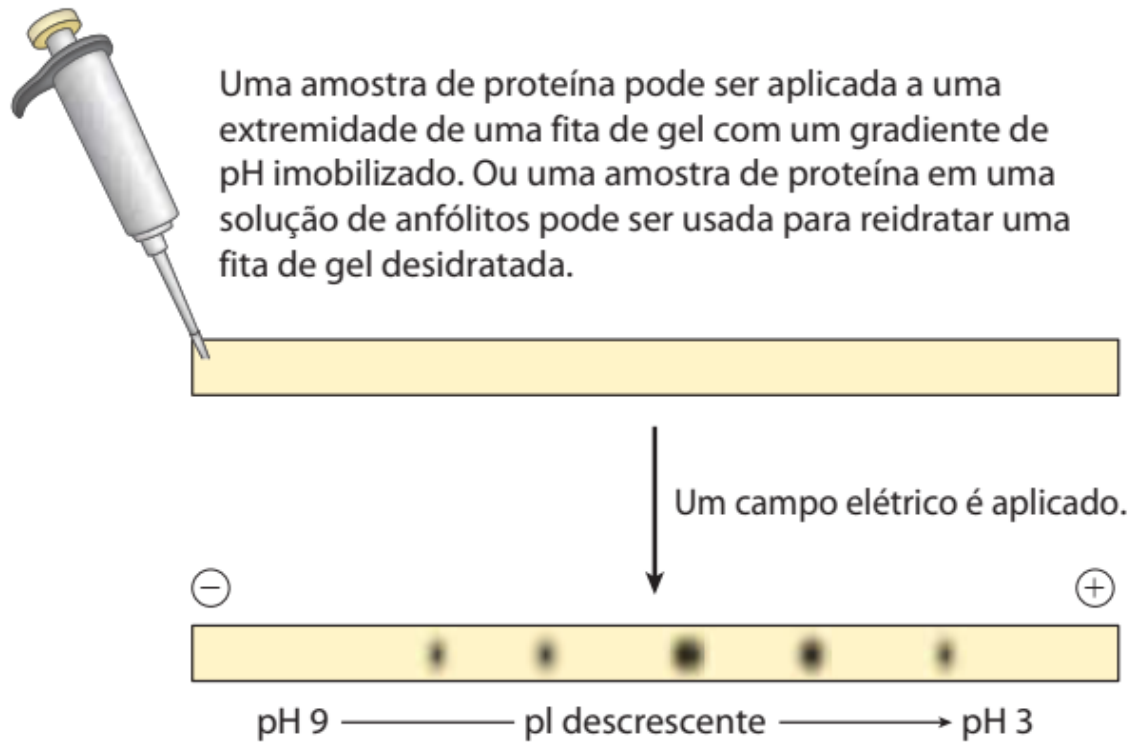 Uma amostra de proteína pode ser aplicada a uma
extremidade de uma fita de gel com um gradiente de
pH imobilizado. Ou uma amostra de proteína em uma
solução de anfólitos pode ser usada para reidratar uma
fita de gel desidratada.
Um campo elétrico é aplicado.
− +
pH 9 pI descrescente pH 3